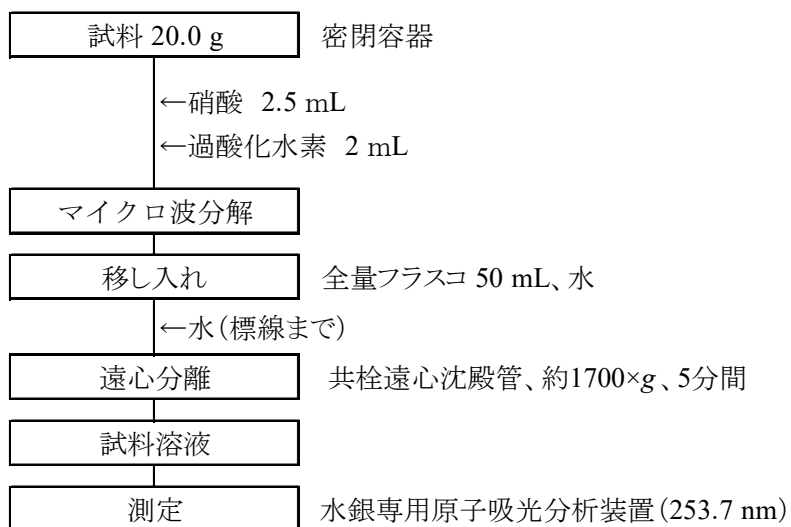 試料 20.0 g 密閉容器
←硝酸 2.5 mL
←過酸化水素 2 mL
マイクロ波分解
移し入れ 全量フラスコ 50 mL、水
←水(標線まで)
遠心分離 共栓遠心沈殿管、約1700×g、5分間
試料溶液
測定 水銀専用原子吸光分析装置(253.7 nm)